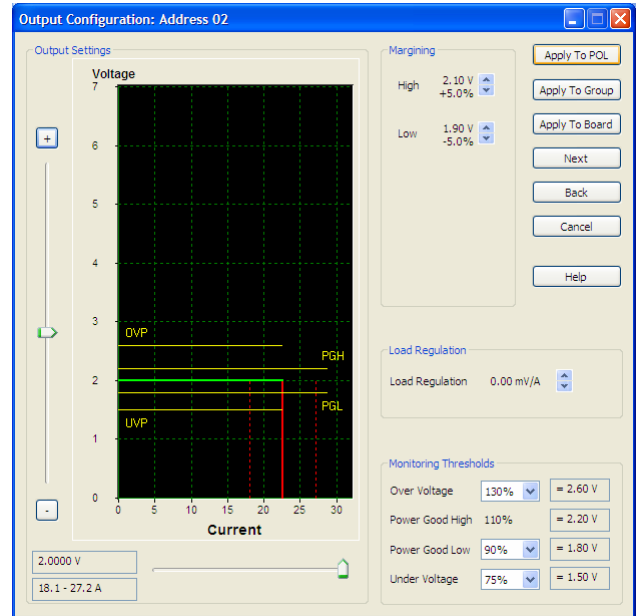 Output Configuration: Address 02
Output Settings
Voltage
7
6
5
4
3
2
1
0
OVP
PGH
PGL
UVP
0 5 10 15 20 25 30
Current
+
-
2.0000 V
18.1 - 27.2 A
Margining
High 2.10 V
+5.0%
Low 1.90 V
-5.0%
Apply To POL
Apply To Group
Apply To Board
Next
Back
Cancel
Help
Load Regulation
Load Regulation 0.00 mV/A
Monitoring Thresholds
Over Voltage 130% = 2.60 V
Power Good High 110% = 2.20 V
Power Good Low 90% = 1.80 V
Under Voltage 75% = 1.50 V